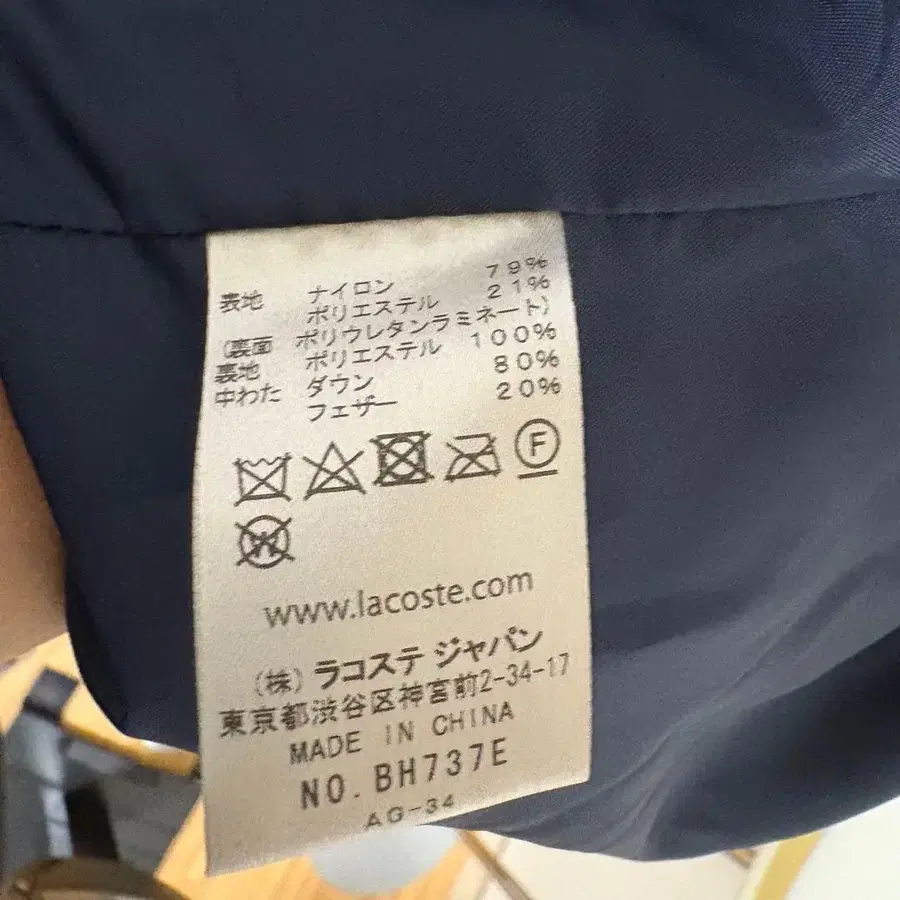 表地 ナイロン 79%
ポリエステル 21%
(裏面 ポリウレタンラミネート)
裏地 ポリエステル 100%
中わた ダウン 80%
フェザー 20%
F
W
www.lacoste.com
(株) ラコステ ジャパン
東京都渋谷区神宮前2-34-17
MADE IN CHINA
NO. BH737E
AG-34